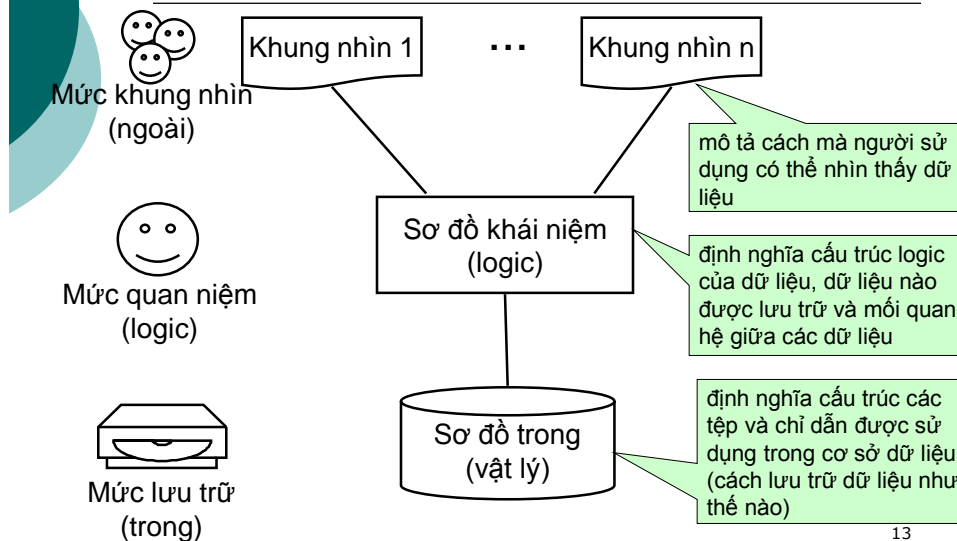 Khung nhìn 1
...
Khung nhìn n
Mức khung nhìn
(ngoài)
mô tả cách mà người sử
dụng có thể nhìn thấy dữ
liệu
Sơ đồ khái niệm
(logic)
Mức quan niệm
(logic)
định nghĩa cấu trúc logic
của dữ liệu, dữ liệu nào
được lưu trữ và mối quan
hệ giữa các dữ liệu
Sơ đồ trong
(vật lý)
Mức lưu trữ
(trong)
định nghĩa cấu trúc các
tệp và chỉ dẫn được sử
dụng trong cơ sở dữ liệu
(cách lưu trữ dữ liệu như
thế nào)
13